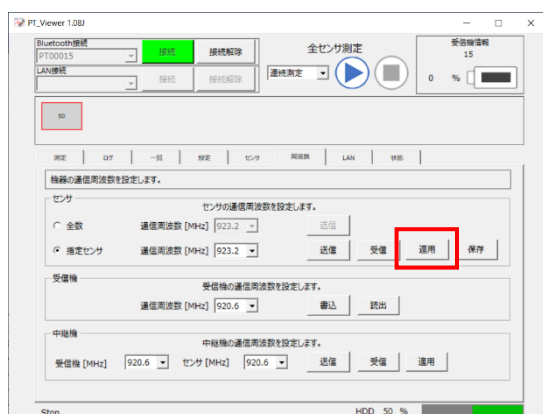 PT_Viewer 1.08J
Bluetooth接続
PT00015 接続 接続解除
全センサ測定
受信機情報
15
LAN接続
接続 接続解除
連続測定
0 %
50
測定 ログ 一覧 設定 センサ 周波数 LAN 状態
機器の通信周波数を設定します。
センサ
センサの通信周波数を設定します。
全数 通信周波数 [MHz] 923.2 送信
指定センサ 通信周波数 [MHz] 923.2 送信 受信 適用 保存
受信機
受信機の通信周波数を設定します。
通信周波数 [MHz] 920.6 書込 読出
中継機
中継機の通信周波数を設定します。
受信機 [MHz] 920.6 センサ [MHz] 920.6 送信 受信 適用
Stop HDD 50 %